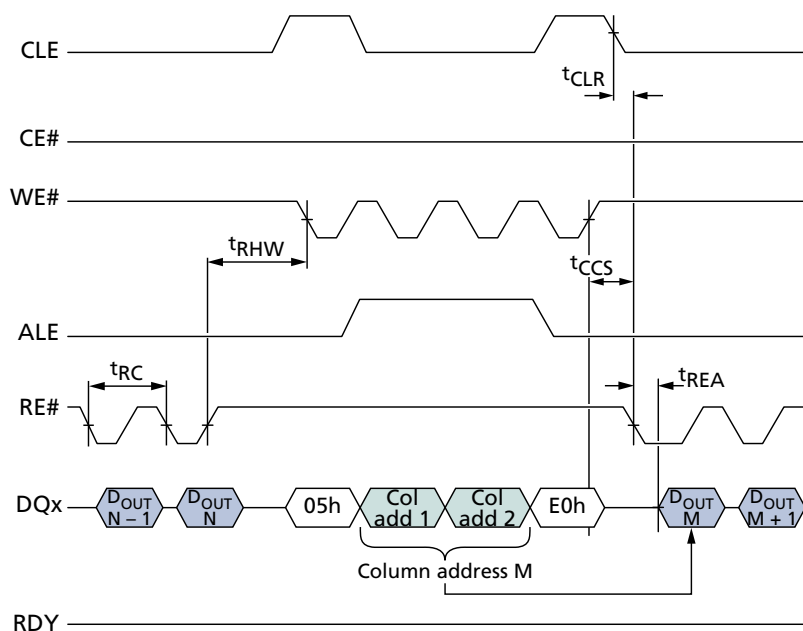 CLE
tCLR
CE#
WE#
tRHW
tCCS
ALE
tRC
tREA
RE#
DQx
DOUT
N – 1
DOUT
N
05h
Col
add 1
Col
add 2
E0h
DOUT
M
DOUT
M + 1
Column address M
RDY